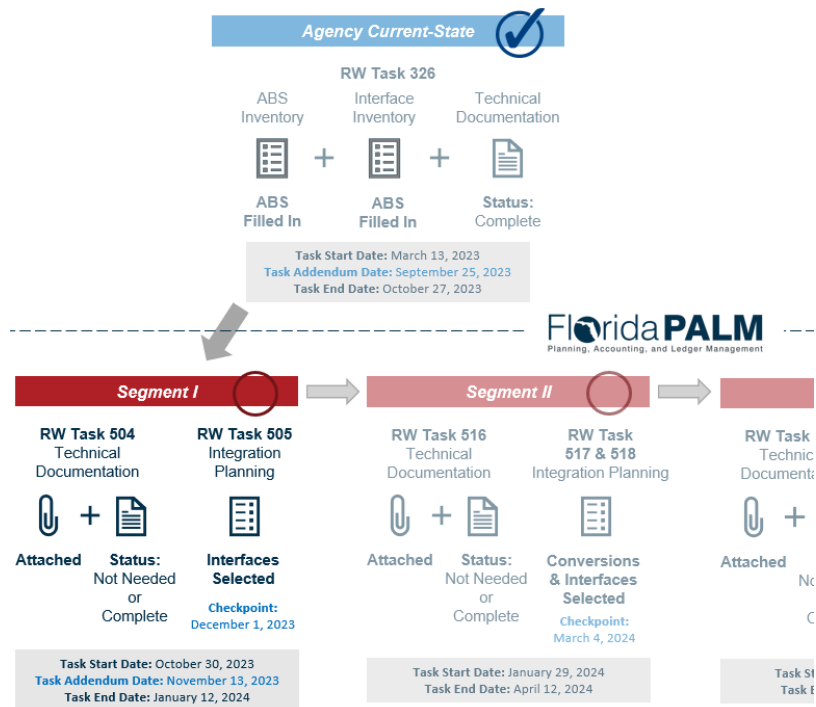 Agency Current-State
RW Task 326
ABS
Inventory
Interface
Inventory
Technical
Documentation
+
+
ABS
Filled In
ABS
Filled In
Status:
Complete
Task Start Date: March 13, 2023
Task Addendum Date: September 25, 2023
Task End Date: October 27, 2023
Florida PALM
Planning, Accounting, and Ledger Management
Segment I
RW Task 504
Technical
Documentation
+
Attached
Status:
Not Needed
or
Complete
RW Task 505
Integration
Planning
Interfaces
Selected
Checkpoint:
December 1, 2023
Task Start Date: October 30, 2023
Task Addendum Date: November 13, 2023
Task End Date: January 12, 2024
Segment II
RW Task 516
Technical
Documentation
+
Attached
Status:
Not Needed
or
Complete
RW Task
517 & 518
Integration Planning
Conversions
& Interfaces
Selected
Checkpoint:
March 4, 2024
Task Start Date: January 29, 2024
Task End Date: April 12, 2024
RW Task
+
Attached
Task
Task